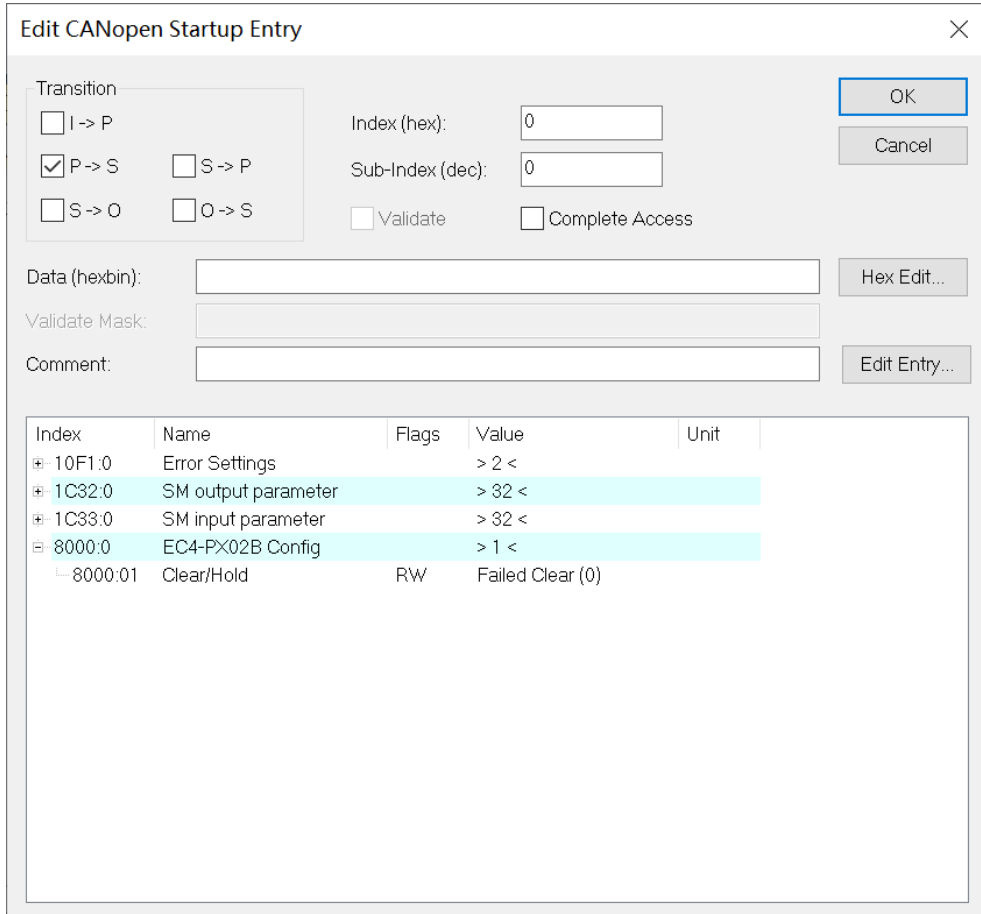 Edit CANopen Startup Entry
Transition
I -> P
P -> S
S -> P
S -> O
O -> S
Index (hex): 0
Sub-Index (dec): 0
Validate
Complete Access
OK
Cancel
Data (hexbin):
Hex Edit...
Validate Mask:
Comment:
Edit Entry...
Index Name Flags Value Unit
10F1:0 Error Settings > 2 <
1C32:0 SM output parameter > 32 <
1C33:0 SM input parameter > 32 <
8000:0 EC4-PX02B Config > 1 <
8000:01 Clear/Hold RW Failed Clear (0)